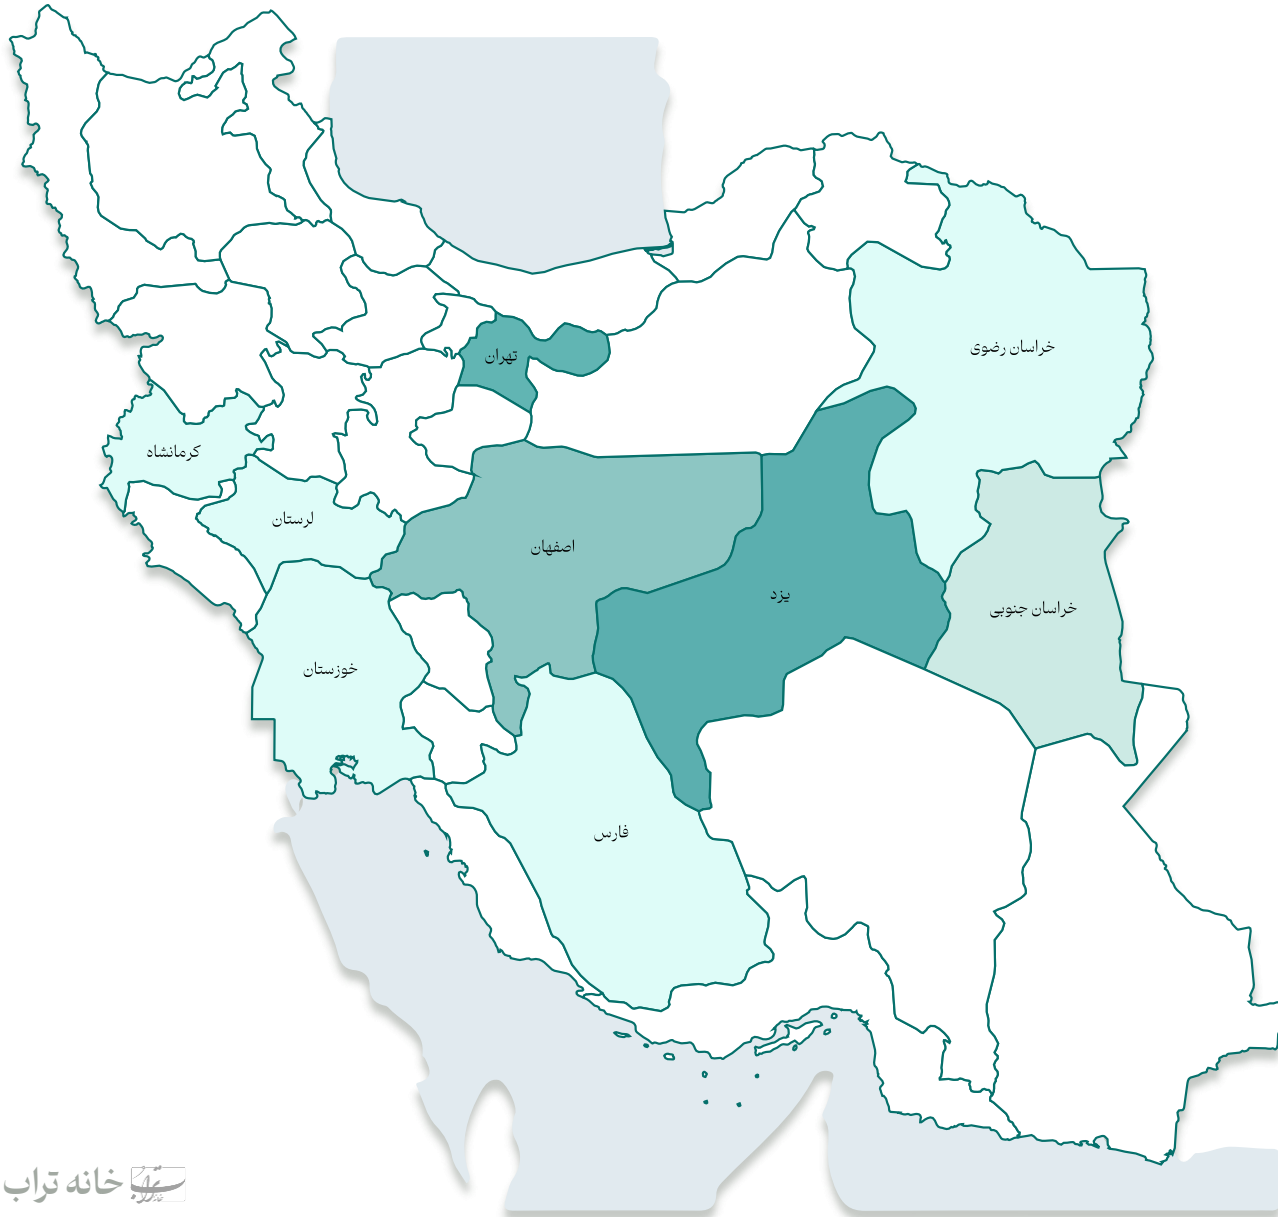 خراسان رضوی
تهران
کرمانشاه
لرستان
اصفهان
یزد
خراسان جنوبی
خوزستان
فارس
خانه تراب